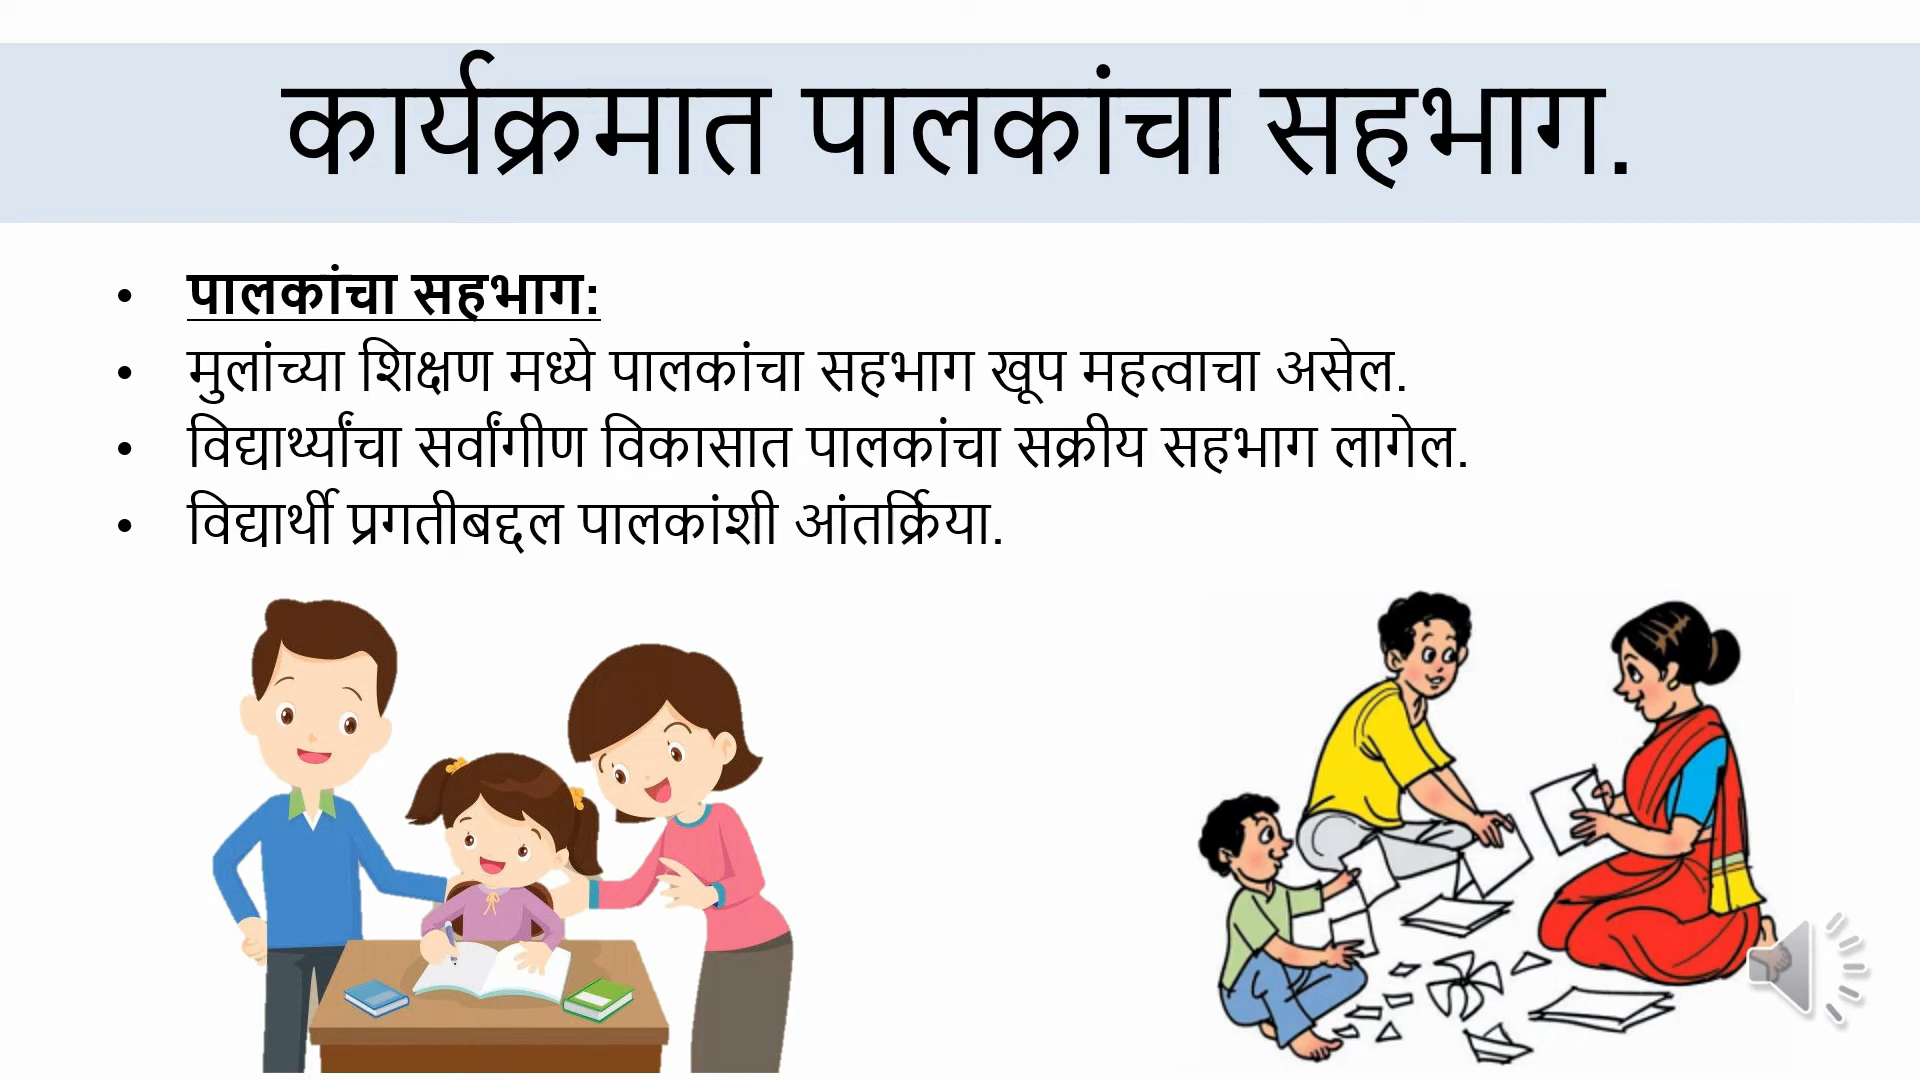 कार्यक्रमात पालकांचा सहभाग.
• पालकांचा सहभाग:
• मुलांच्या शिक्षण मध्ये पालकांचा सहभाग खूप महत्वाचा असेल.
• विद्यार्थ्यांचा सर्वांगीण विकासात पालकांचा सक्रीय सहभाग लागेल.
• विद्यार्थी प्रगतीबद्दल पालकांशी आंतर्क्रिया.